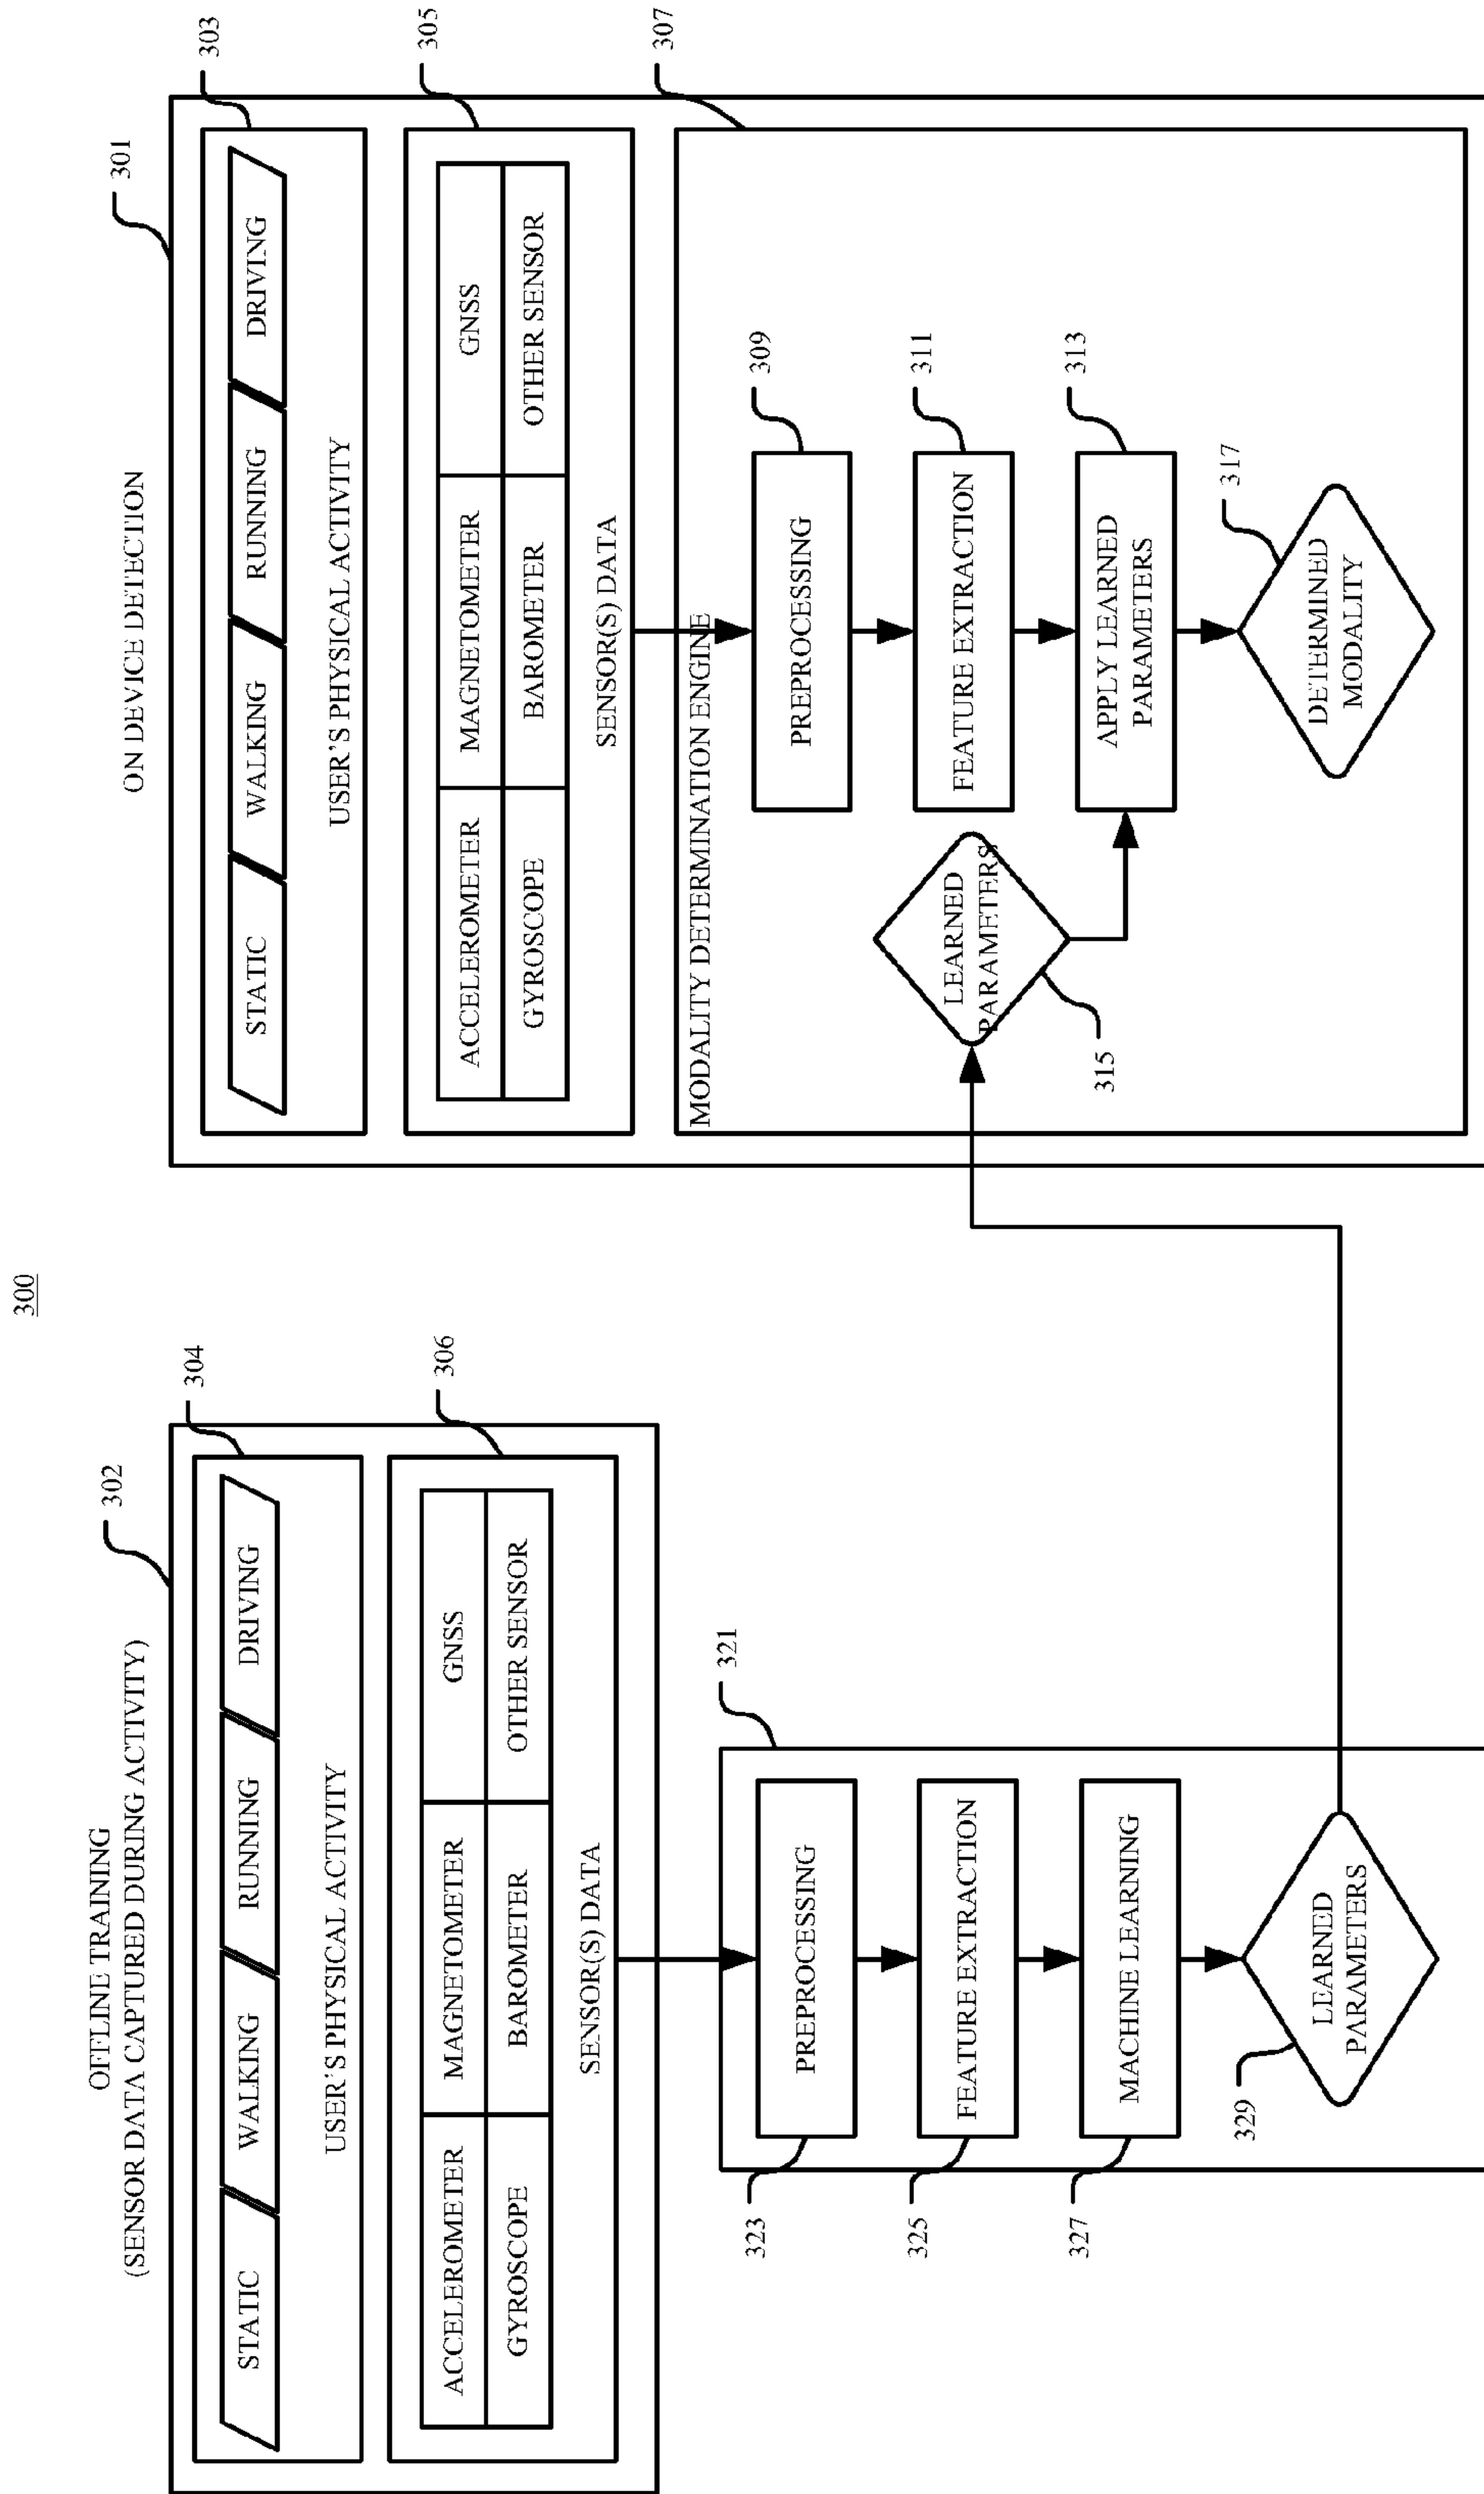 300
OFFLINE TRAINING
(SENSOR DATA CAPTURED DURING ACTIVITY)
302
304
STATIC
WALKING
RUNNING
DRIVING
USER'S PHYSICAL ACTIVITY
306
ACCELEROMETER
MAGNETOMETER
GNSS
GYROSCOPE
BAROMETER
OTHER SENSOR
SENSOR(S) DATA
321
323
PREPROCESSING
325
FEATURE EXTRACTION
327
MACHINE LEARNING
329
LEARNED
PARAMETERS
ON DEVICE DETECTION
301
303
STATIC
WALKING
RUNNING
DRIVING
USER'S PHYSICAL ACTIVITY
305
ACCELEROMETER
MAGNETOMETER
GNSS
GYROSCOPE
BAROMETER
OTHER SENSOR
SENSOR(S) DATA
307
MODALITY DETERMINATION ENGINE
PREPROCESSING
309
FEATURE EXTRACTION
311
LEARNED
PARAMETERS
315
APPLY LEARNED
PARAMETERS
313
317
DETERMINED
MODALITY